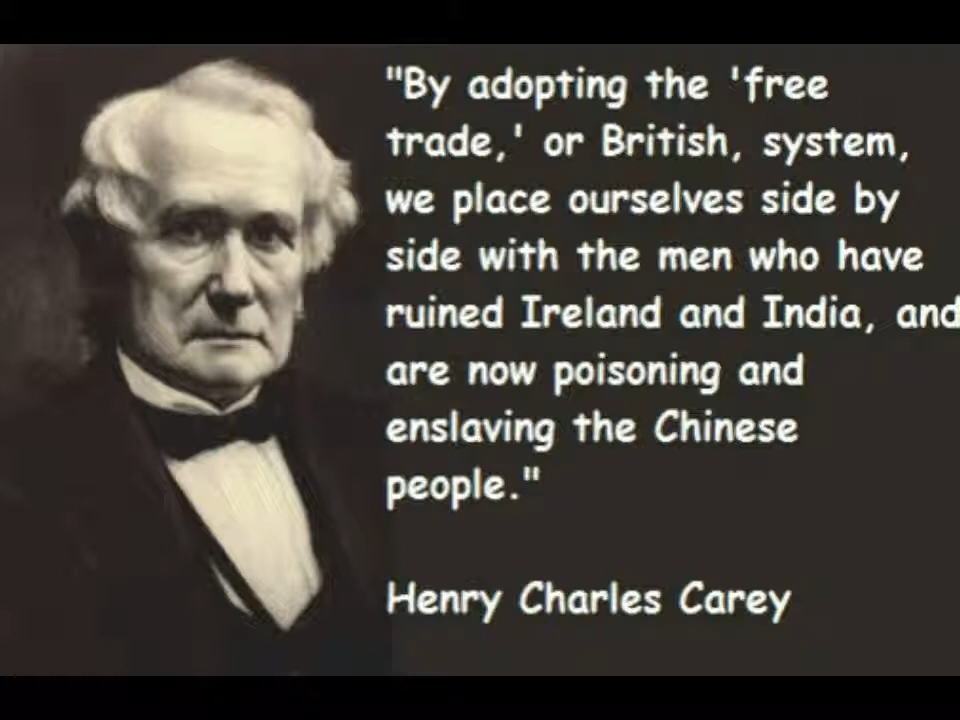 "By adopting the 'free
trade,' or British, system,
we place ourselves side by
side with the men who have
ruined Ireland and India, and
are now poisoning and
enslaving the Chinese
people."
Henry Charles Carey